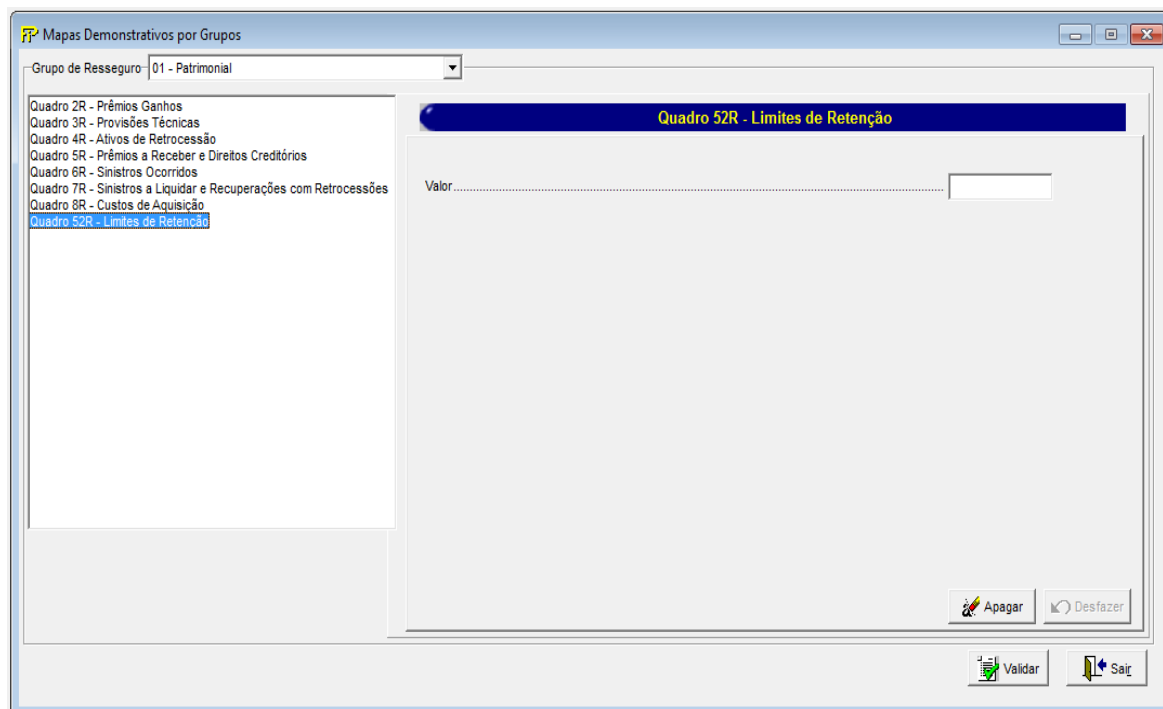 Mapas Demonstrativos por Grupos
Grupo de Resseguro 01 - Patrimonial
Quadro 2R - Prêmios Ganhos
Quadro 3R - Provisões Técnicas
Quadro 4R - Ativos de Retrocessão
Quadro 5R - Prêmios a Receber e Direitos Creditórios
Quadro 6R - Sinistros Ocorridos
Quadro 7R - Sinistros a Liquidar e Recuperações com Retrocessões
Quadro 8R - Custos de Aquisição
Quadro 52R - Limites de Retenção
Quadro 52R - Limites de Retenção
Valor
Apagar
Desfazer
Validar
Sair